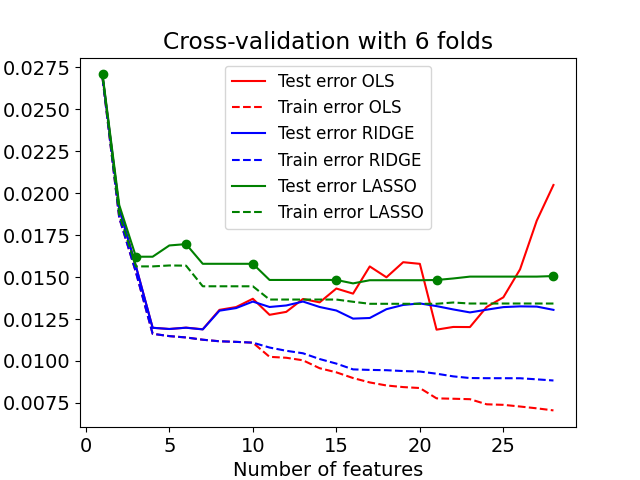 Cross-validation with 6 folds
0.0275
0.0250
0.0225
0.0200
0.0175
0.0150
0.0125
0.0100
0.0075
Test error OLS
Train error OLS
Test error RIDGE
Train error RIDGE
Test error LASSO
Train error LASSO
0 5 10 15 20 25
Number of features